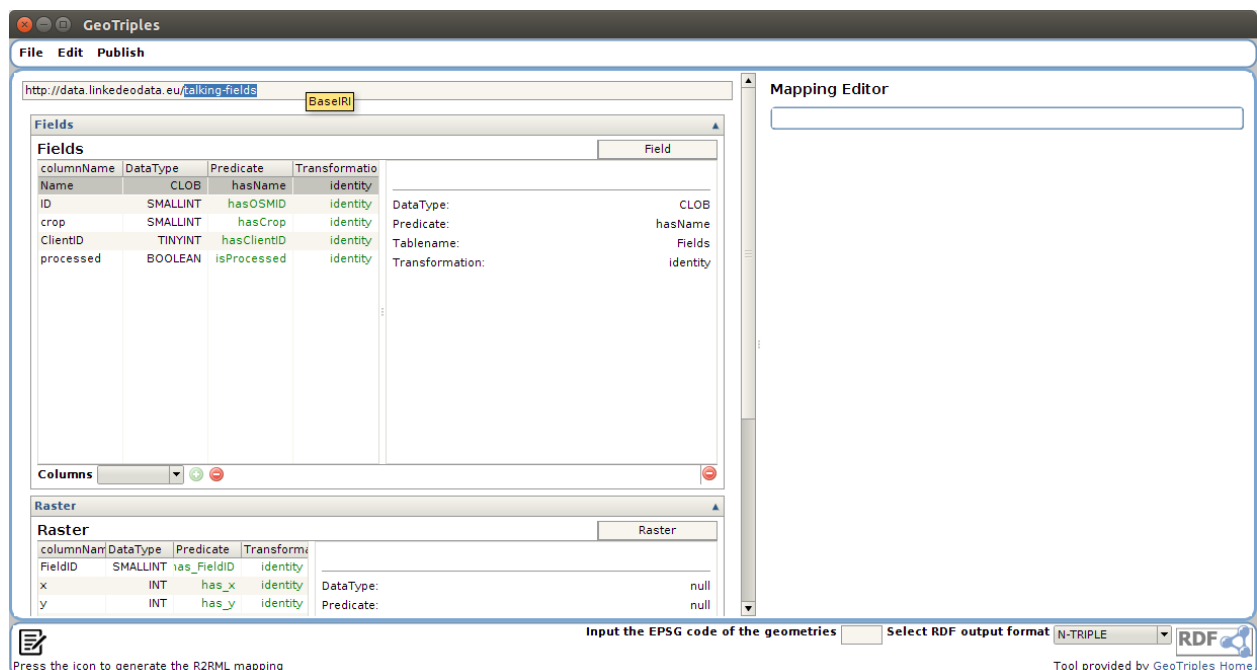 GeoTriples
File Edit Publish
http://data.linkedeodata.eu/talking-fields
BaseIRI
Mapping Editor
Fields
Fields
Field
columnName DataType Predicate Transformatio
Name CLOB hasName identity
ID SMALLINT hasOSMID identity
crop SMALLINT hasCrop identity
ClientID TINYINT hasClientID identity
processed BOOLEAN isProcessed identity
DataType: CLOB
Predicate: hasName
Tablename: Fields
Transformation: identity
Columns
Raster
Raster
Raster
columnNam DataType Predicate Transforma
FieldID SMALLINT has_FieldID identity
x INT has_x identity
y INT has_y identity
DataType: null
Predicate: null
Input the EPSG code of the geometries
Select RDF output format N-TRIPLE
RDF
Press the icon to generate the R2RML mapping
Tool provided by GeoTriples Home